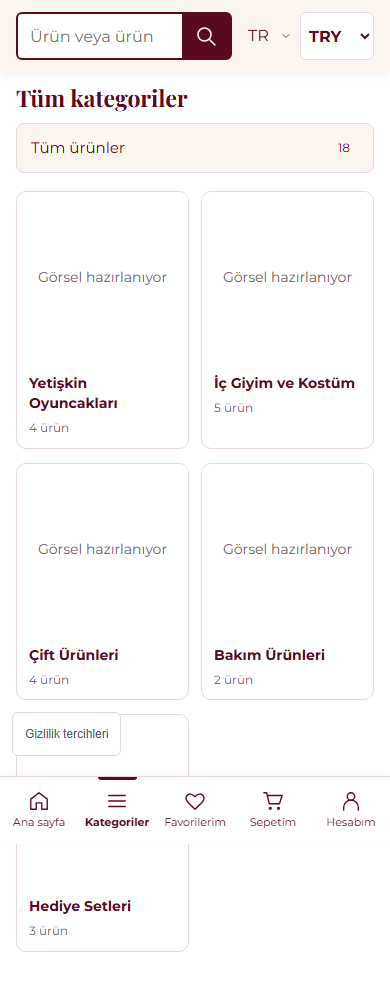 Ürün veya ürün
TR
TRY
Tüm kategoriler
Tüm ürünler
18
Görsel hazırlanıyor
Görsel hazırlanıyor
Yetişkin
Oyuncakları
4 ürün
İç Giyim ve Kostüm
5 ürün
Görsel hazırlanıyor
Görsel hazırlanıyor
Çift Ürünleri
4 ürün
Bakım Ürünleri
2 ürün
Gizlilik tercihleri
Ana sayfa
Kategoriler
Favorilerim
Sepetim
Hesabım
Hediye Setleri
3 ürün